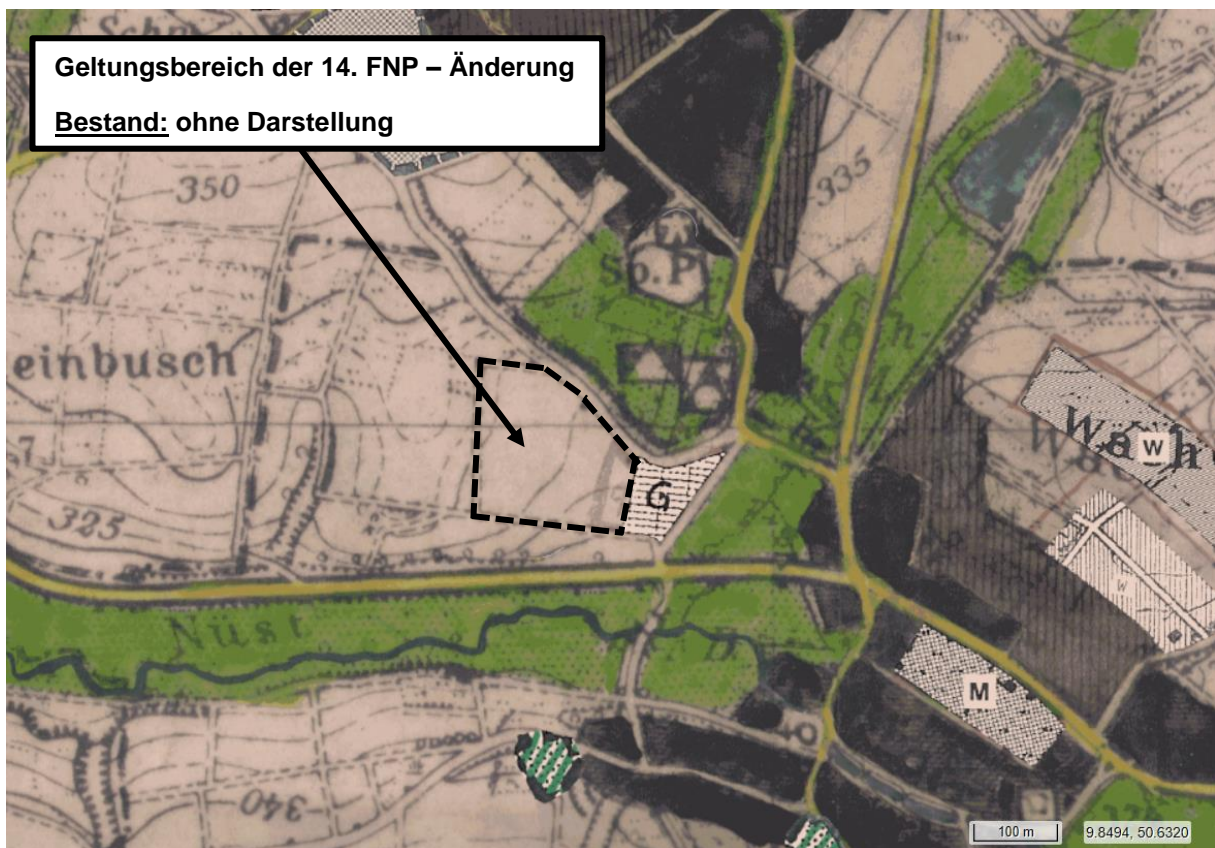 Geltungsbereich der 14. FNP – Änderung
Bestand: ohne Darstellung
350
335
Sp.P
einbusch
W
G
325
W
Nüst
M
340
100 m
9.8494, 50.6320